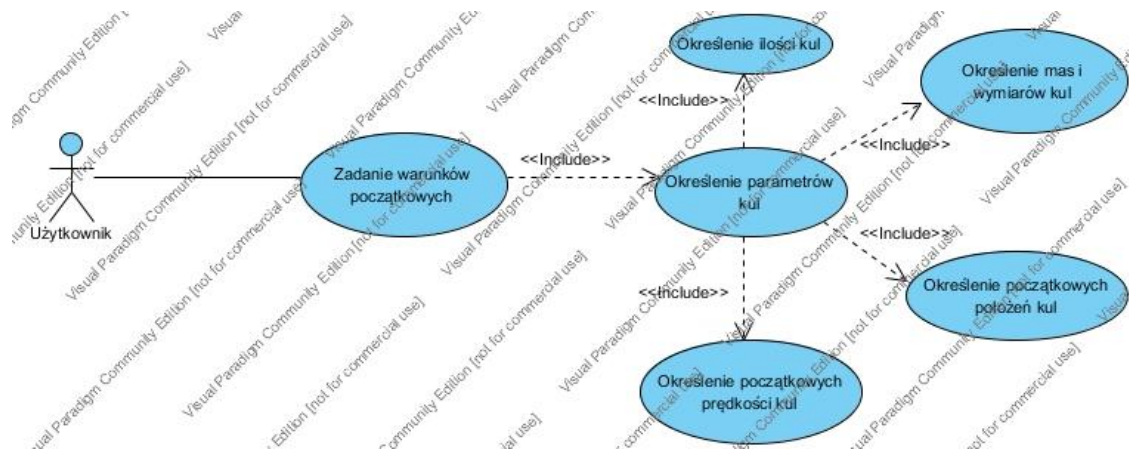 Określenie ilości kul
Określenie mas i
wymiarów kul
<<Include>>
<<Include>>
<<Include>>
Zadanie warunków
początkowych
Określenie parametrów
kul
Użytkownik
<<Include>>
<<Include>>
Określenie początkowych
położeń kul
Określenie początkowych
prędkości kul
Visual Paradigm Community Edition [not for commercial use]